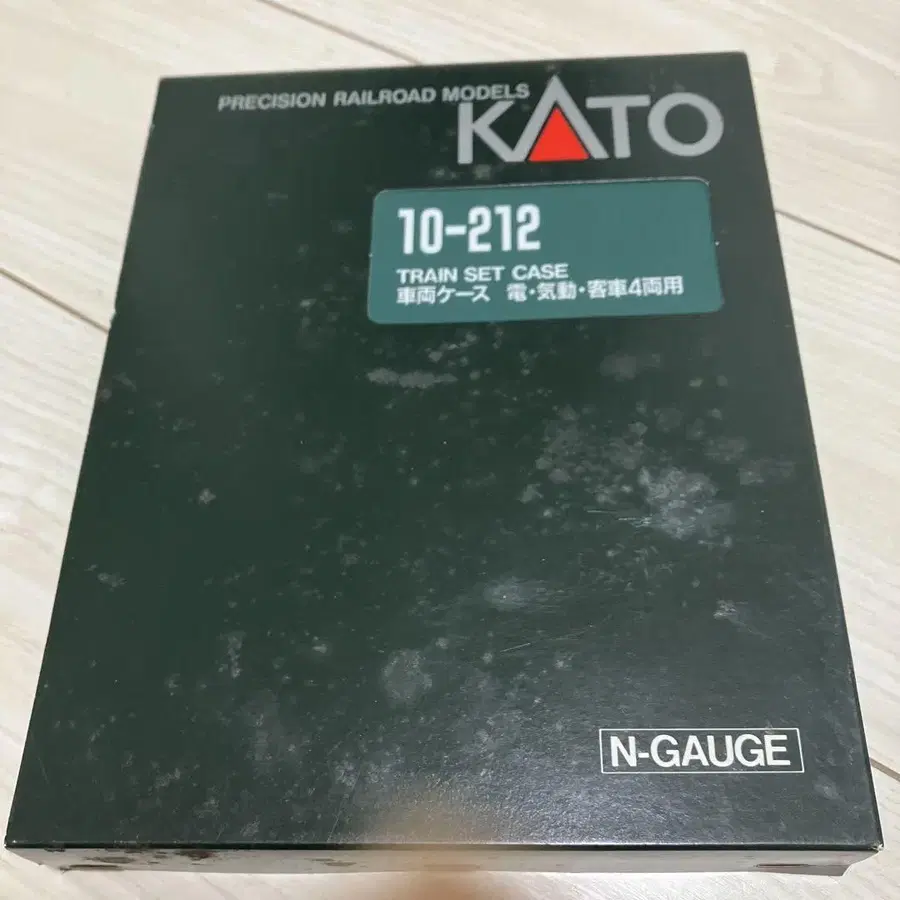 PRECISION RAILROAD MODELS
KATO
10-212
TRAIN SET CASE
車両ケース 電・気動・客車4両用
N-GAUGE